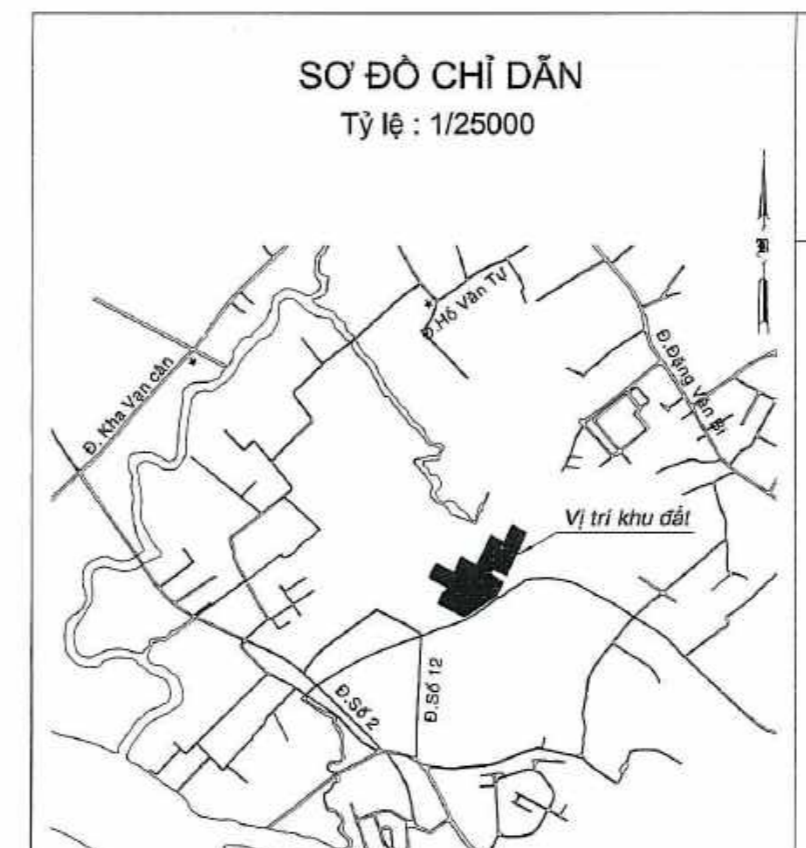 SƠ ĐỒ CHỈ DẪN
Tỷ lệ : 1/25000
Đ.Hồ Văn Tư
Đ. Kha Vạn cân
Đ.Đặng Văn Bi
Vị trí khu đất
Đ.Số 2
Đ.Số 12